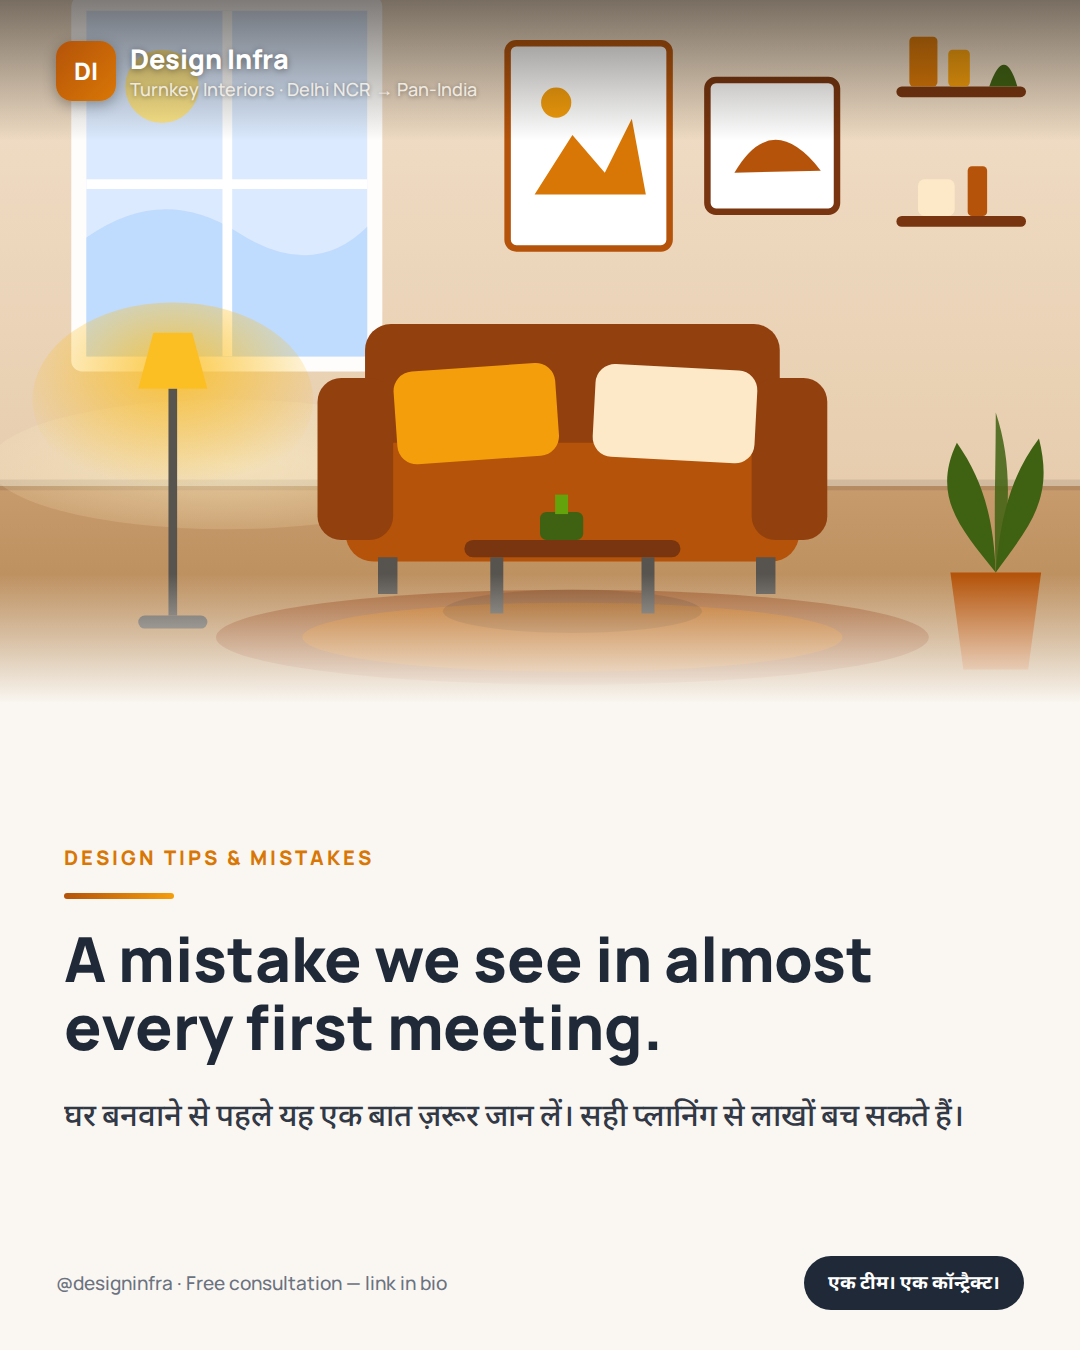 DI
Design Infra
Turnkey Interiors · Delhi NCR → Pan-India
DESIGN TIPS & MISTAKES
A mistake we see in almost
every first meeting.
घर बनवाने से पहले यह एक बात ज़रूर जान लें। सही प्लानिंग से लाखों बच सकते हैं।
@designinfra · Free consultation — link in bio
एक टीम। एक कॉन्ट्रैक्ट।